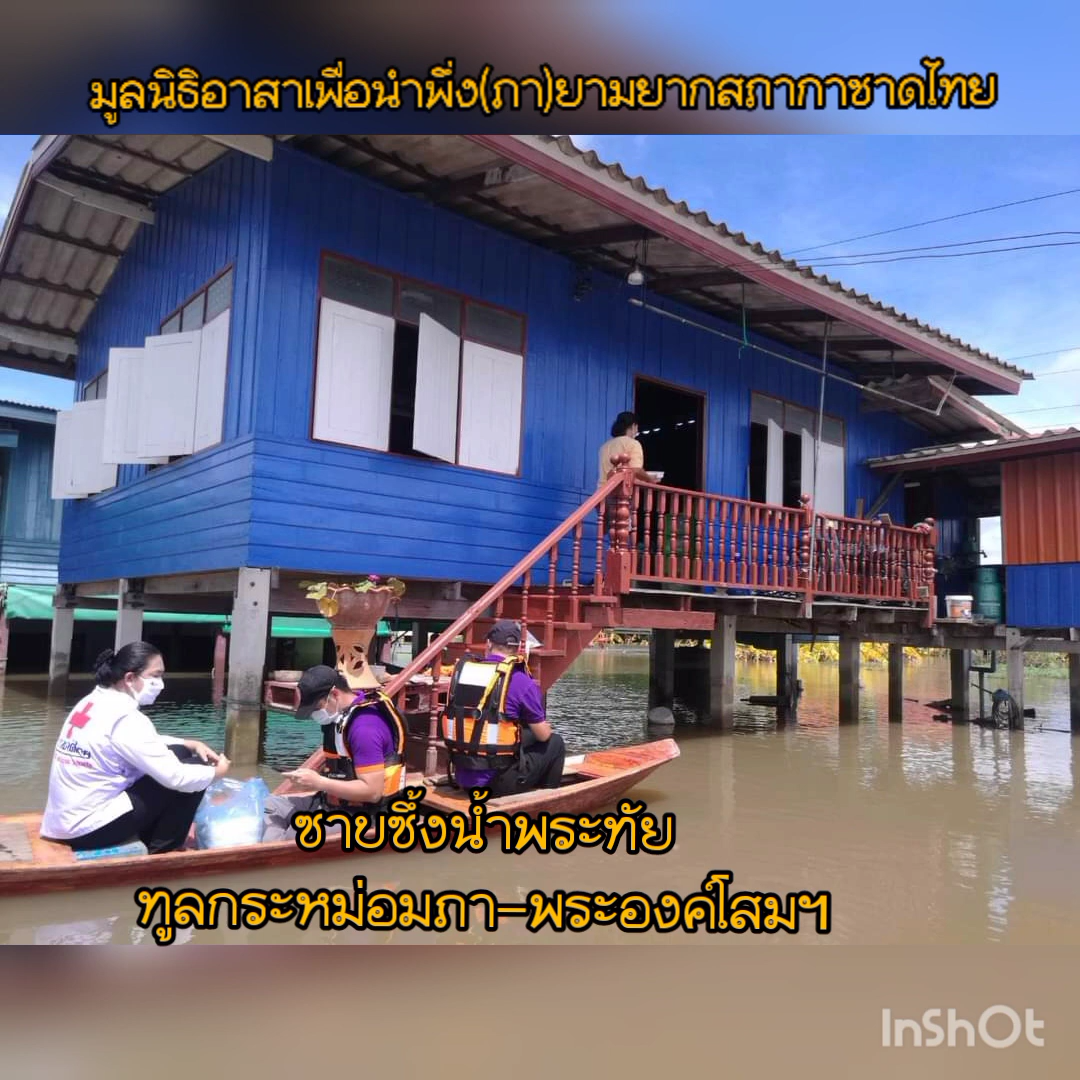 มูลนิธิอาสาเพื่อนำพึ่ง(ภา)ยามยากสภากาชาดไทย
ซาบซึ้งน้ำพระทัย
ทูลกระหม่อมภา-พระองค์โสมฯ
InShOt